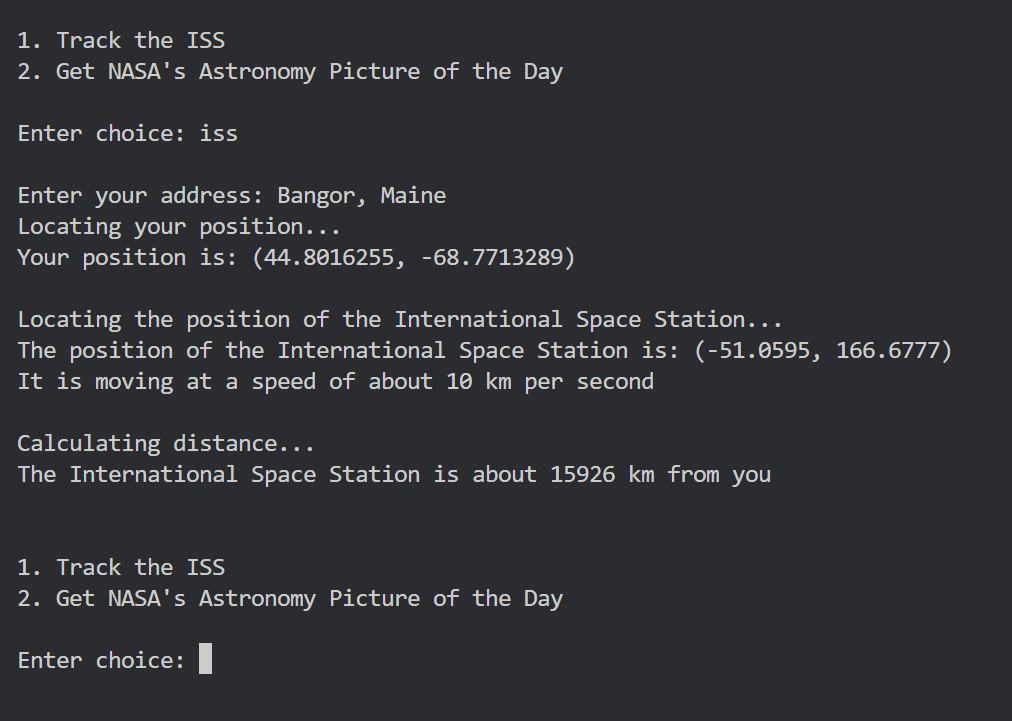 1. Track the ISS
2. Get NASA's Astronomy Picture of the Day
Enter choice: iss
Enter your address: Bangor, Maine
Locating your position...
Your position is: (44.8016255, -68.7713289)
Locating the position of the International Space Station...
The position of the International Space Station is: (-51.0595, 166.6777)
It is moving at a speed of about 10 km per second
Calculating distance...
The International Space Station is about 15926 km from you
1. Track the ISS
2. Get NASA's Astronomy Picture of the Day
Enter choice: